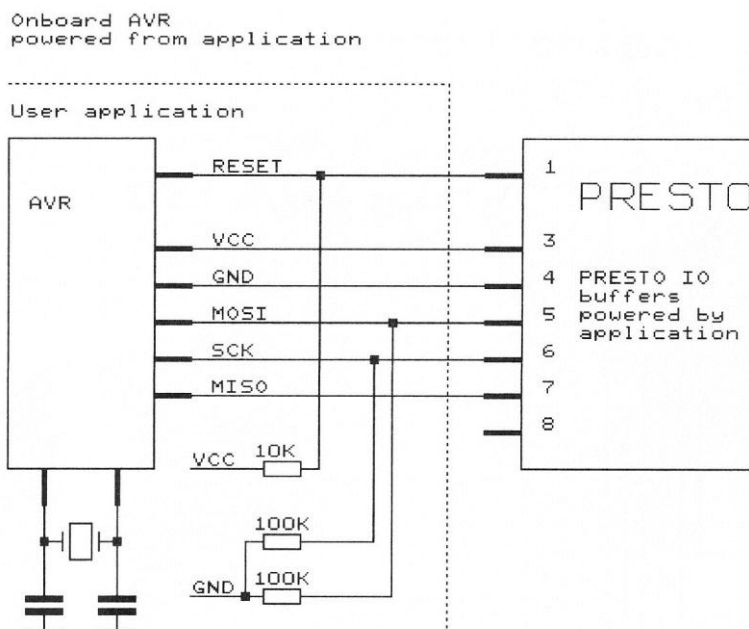 Onboard AVR
powered from application
User application
RESET
1
PRESTO
AVR
VCC
3
GND
4
PRESTO IO
buffers
powered by
application
MOSI
5
SCK
6
MISO
7
8
VCC
10K
100K
GND
100K